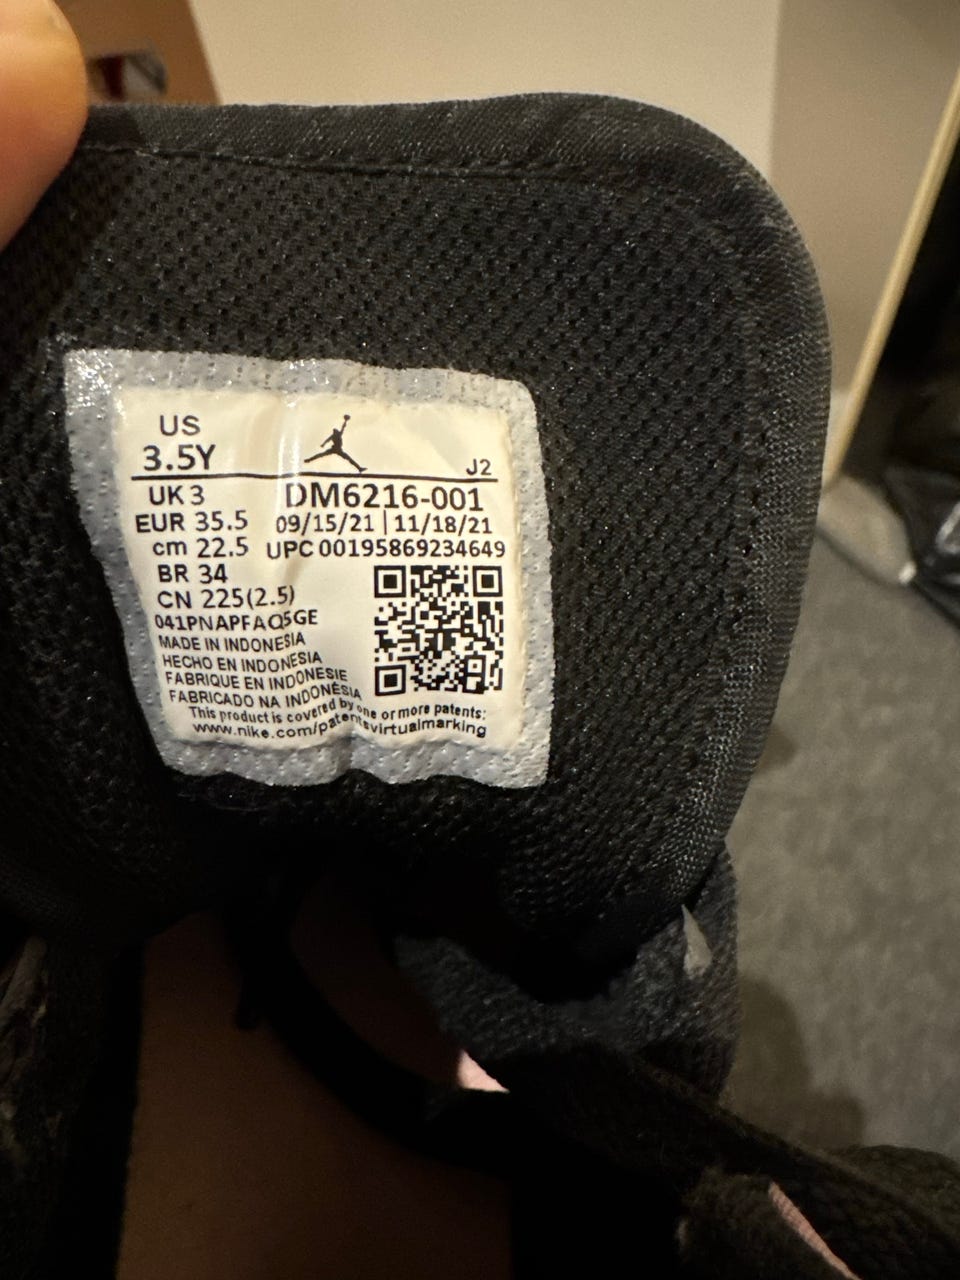 US
3.5Y
J2
UK 3
DM6216-001
EUR 35.5
09/15/21 | 11/18/21
cm 22.5
UPC 00195869234649
BR 34
CN 225(2.5)
041PNAPFAQ5GE
MADE IN INDONESIA
HECHO EN INDONESIA
FABRIQUE EN INDONESIE
FABRICADO NA INDONÉSIA
This product is covered by one or more patents:
www.nike.com/patentsvirtualmarking